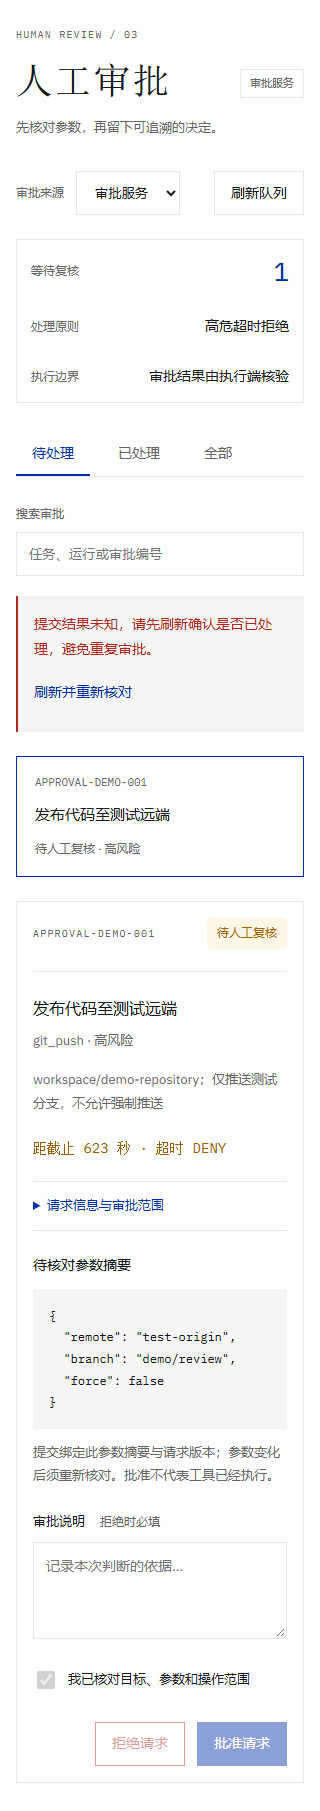 HUMAN REVIEW / 03
人工审批
审批服务
先核对参数，再留下可追溯的决定。
审批来源
审批服务
刷新队列
等待复核
1
处理原则
高危超时拒绝
执行边界
审批结果由执行端核验
待处理
已处理
全部
搜索审批
任务、运行或审批编号
提交结果未知，请先刷新确认是否已处
理，避免重复审批。
刷新并重新核对
APPROVAL-DEMO-001
发布代码至测试远端
待人工复核 · 高风险
APPROVAL-DEMO-001
待人工复核
发布代码至测试远端
git_push · 高风险
workspace/demo-repository；仅推送测试
分支，不允许强制推送
距截止 623 秒 · 超时 DENY
请求信息与审批范围
待核对参数摘要
{
"remote": "test-origin",
"branch": "demo/review",
"force": false
}
提交绑定此参数摘要与请求版本；参数变化
后须重新核对。批准不代表工具已经执行。
审批说明 拒绝时必填
记录本次判断的依据...
我已核对目标、参数和操作范围
拒绝请求
批准请求